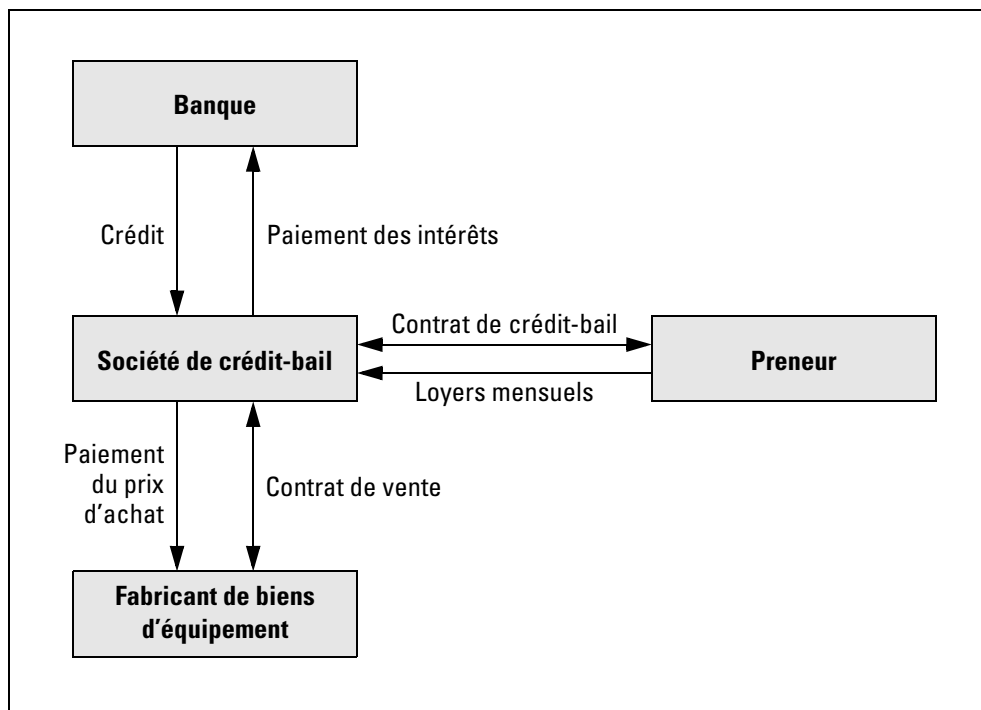 Banque
Crédit
Paiement des intérêts
Contrat de crédit-bail
Société de crédit-bail
Preneur
Loyers mensuels
Paiement
du prix
d'achat
Contrat de vente
Fabricant de biens
d'équipement